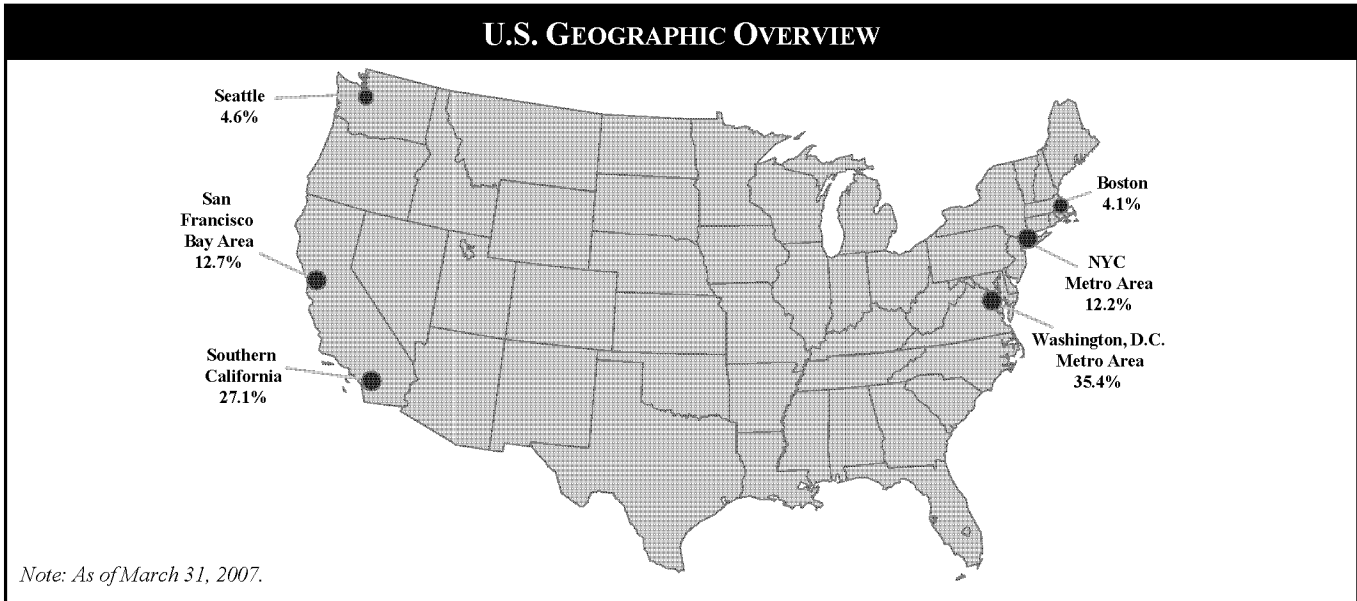 U.S. GEOGRAPHIC OVERVIEW
Seattle
4.6%
San
Francisco
Bay Area
12.7%
Southern
California
27.1%
Boston
4.1%
NYC
Metro Area
12.2%
Washington, D.C.
Metro Area
35.4%
Note: As of March 31, 2007.